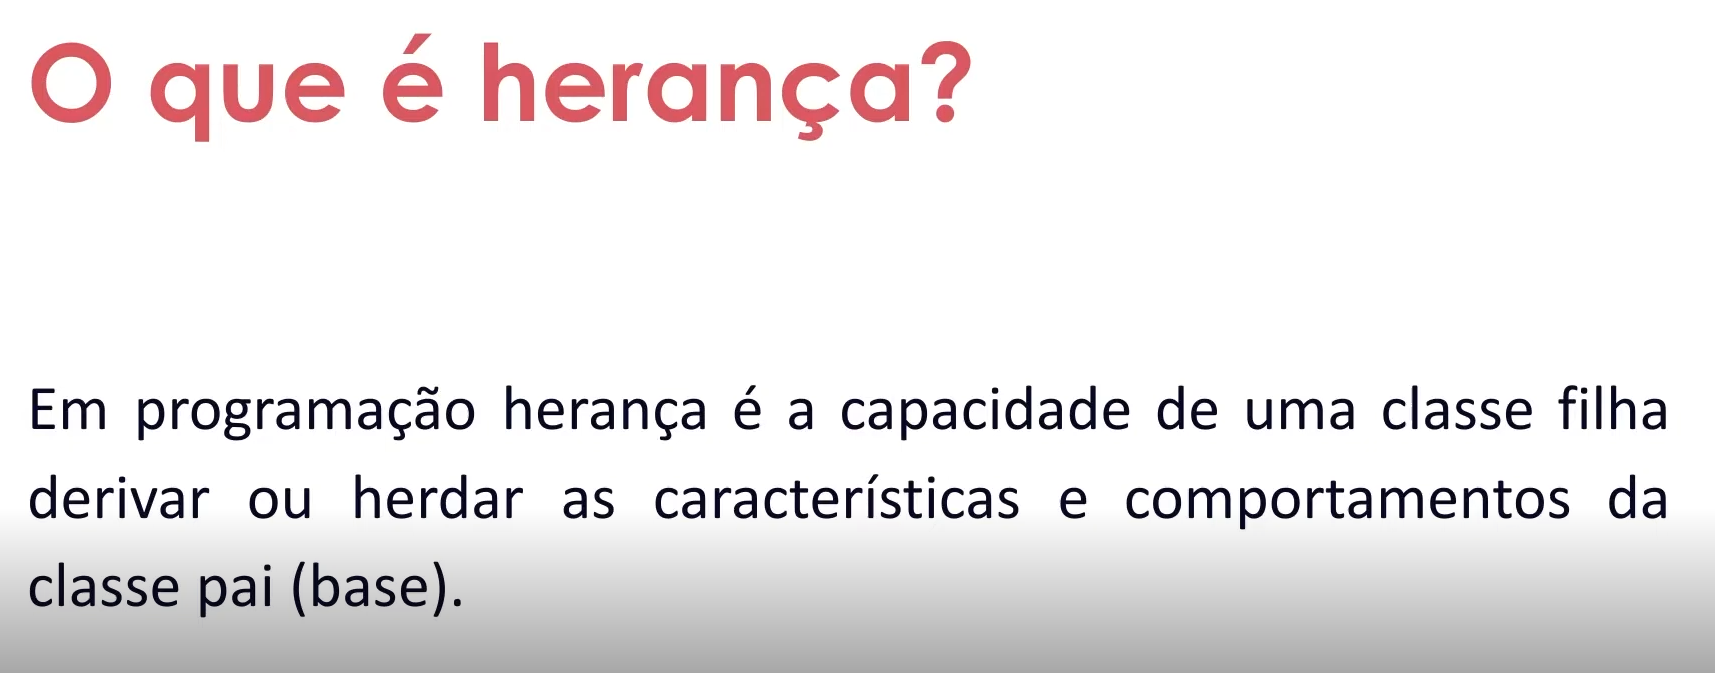 O que é herança?
Em programação herança é a capacidade de uma classe filha
derivar ou herdar as características e comportamentos da
classe pai (base).